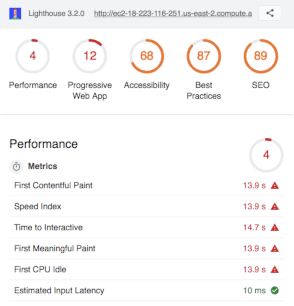 Lighthouse 3.2.0 http://ec2-18-223-116-251.us-east-2.compute.a
4 12 68 87 89
Performance Progressive Web App Accessibility Best Practices SEO
Performance
4
Metrics
First Contentful Paint 13.9 s
Speed Index 13.9 s
Time to Interactive 14.7 s
First Meaningful Paint 13.9 s
First CPU Idle 13.9 s
Estimated Input Latency 10 ms